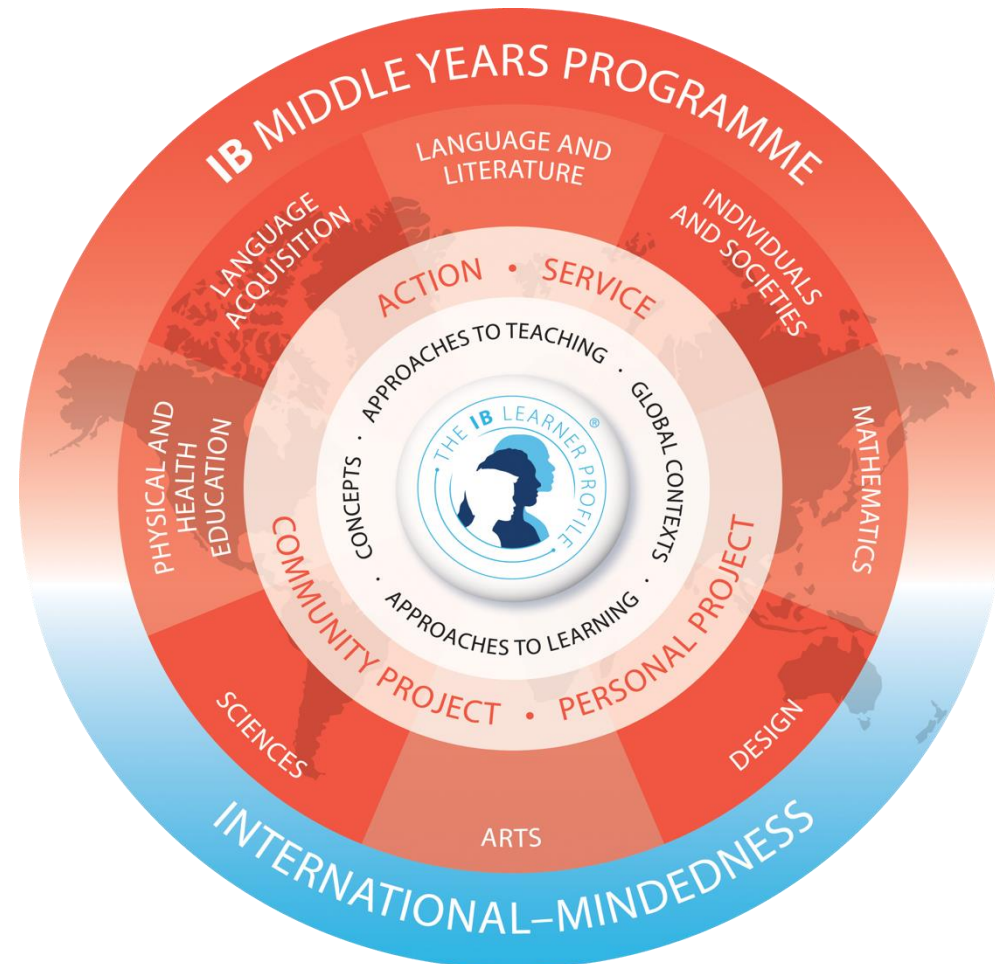 IB MIDDLE YEARS PROGRAMME
LANGUAGE AND
LITERATURE
INDIVIDUALS
AND SOCIETIES
MATHEMATICS
DESIGN
ARTS
SCIENCES
PHYSICAL AND
HEALTH
EDUCATION
LANGUAGE
ACQUISITION
ACTION • SERVICE
COMMUNITY PROJECT • PERSONAL PROJECT
APPROACHES TO TEACHING • GLOBAL CONTEXTS • APPROACHES TO LEARNING • CONCEPTS •
• THE IB LEARNER PROFILE •
®
INTERNATIONAL–MINDEDNESS